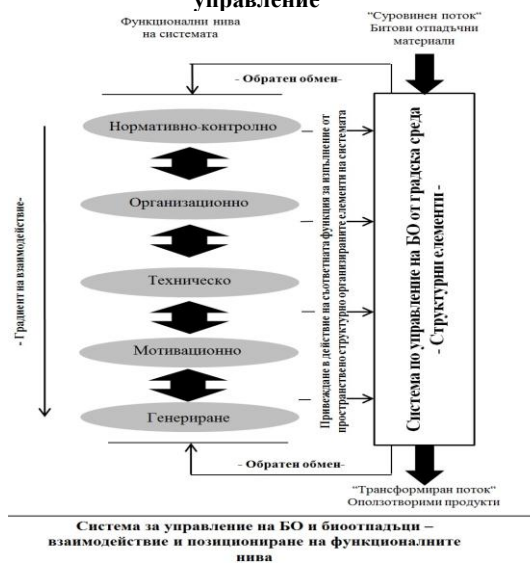 управление
Функционални нива
на системата
"Суровинен поток"
Битови отпадъчни
материали
- Обратен обмен-
Нормативно-контролно
Организационно
Техническо
Мотивационно
Генериране
- Градиент на взаимодействие-
Привеждане в действие на съответната функция за изпълнение от
пространствено структурно организираните елементи на системата
Система по управление на БО от градска среда
- Структурни елементи -
- Обратен обмен-
"Трансформиран поток"
Оползотворими продукти
Система за управление на БО и биоотпадъци –
взаимодействие и позициониране на функционалните
нива